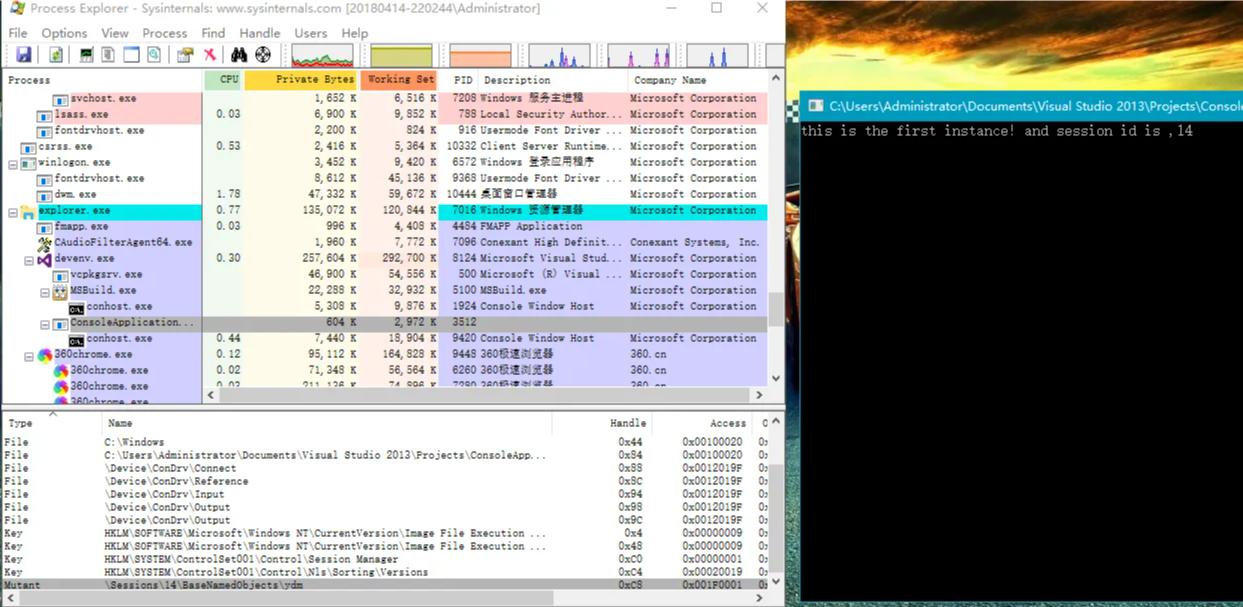 Process Explorer - Sysinternals: www.sysinternals.com [20180414-220244\Administrator]
File Options View Process Find Handle Users Help
Process CPU Private Bytes Working Set PID Description Company Name
svchost.exe 1,652 K 6,516 K 7208 Windows 服务主进程 Microsoft Corporation
lsass.exe 0.03 6,900 K 9,852 K 788 Local Security Author... Microsoft Corporation
fontdrvhost.exe 2,200 K 824 K 916 Usermode Font Driver ... Microsoft Corporation
csrss.exe 0.53 2,416 K 5,364 K 10332 Client Server Runtime... Microsoft Corporation
winlogon.exe 3,452 K 9,420 K 6572 Windows 登录应用程序 Microsoft Corporation
fontdrvhost.exe 8,612 K 45,136 K 9368 Usermode Font Driver ... Microsoft Corporation
dwm.exe 1.78 47,332 K 59,672 K 10444 桌面窗口管理器 Microsoft Corporation
explorer.exe 0.77 135,072 K 120,844 K 7016 Windows 资源管理器 Microsoft Corporation
fmapp.exe 0.03 996 K 4,408 K 4484 FMAPP Application
CAudioFilterAgent64.exe 1,960 K 7,772 K 7096 Conexant High Definit... Conexant Systems, Inc.
devenv.exe 0.30 257,604 K 292,700 K 8124 Microsoft Visual Stud... Microsoft Corporation
vcpkgsrv.exe 46,900 K 54,556 K 500 Microsoft (R) Visual ... Microsoft Corporation
MSBuild.exe 22,288 K 32,932 K 5100 MSBuild.exe Microsoft Corporation
conhost.exe 5,308 K 9,876 K 1924 Console Window Host Microsoft Corporation
ConsoleApplication... 604 K 2,972 K 3512
conhost.exe 0.44 7,440 K 18,904 K 9420 Console Window Host Microsoft Corporation
360chrome.exe 0.12 95,112 K 164,828 K 9448 360极速浏览器 360.cn
360chrome.exe 0.02 71,348 K 56,564 K 6260 360极速浏览器 360.cn
360chrome.exe 0.03 211,136 K 74,896 K 7280 360极速浏览器 360.cn
360chrome.exe
Type Name Handle Access
File C:\Windows 0x44 0x00100020
File C:\Users\Administrator\Documents\Visual Studio 2013\Projects\ConsoleApp... 0x84 0x00100020
File \Device\ConDrv\Connect 0x88 0x0012019F
File \Device\ConDrv\Reference 0x8C 0x0012019F
File \Device\ConDrv\Input 0x94 0x0012019F
File \Device\ConDrv\Output 0x98 0x0012019F
File \Device\ConDrv\Output 0x9C 0x0012019F
Key HKLM\SOFTWARE\Microsoft\Windows NT\CurrentVersion\Image File Execution ... 0x4 0x00000009
Key HKLM\SOFTWARE\Microsoft\Windows NT\CurrentVersion\Image File Execution ... 0x48 0x00000009
Key HKLM\SYSTEM\ControlSet001\Control\Session Manager 0xC0 0x00000001
Key HKLM\SYSTEM\ControlSet001\Control\Nls\Sorting\Versions 0xC4 0x00020019
Mutant \Sessions\14\BaseNamedObjects\ydm 0xC8 0x001F0001
C:\Users\Administrator\Documents\Visual Studio 2013\Projects\Console
this is the first instance! and session id is ,14